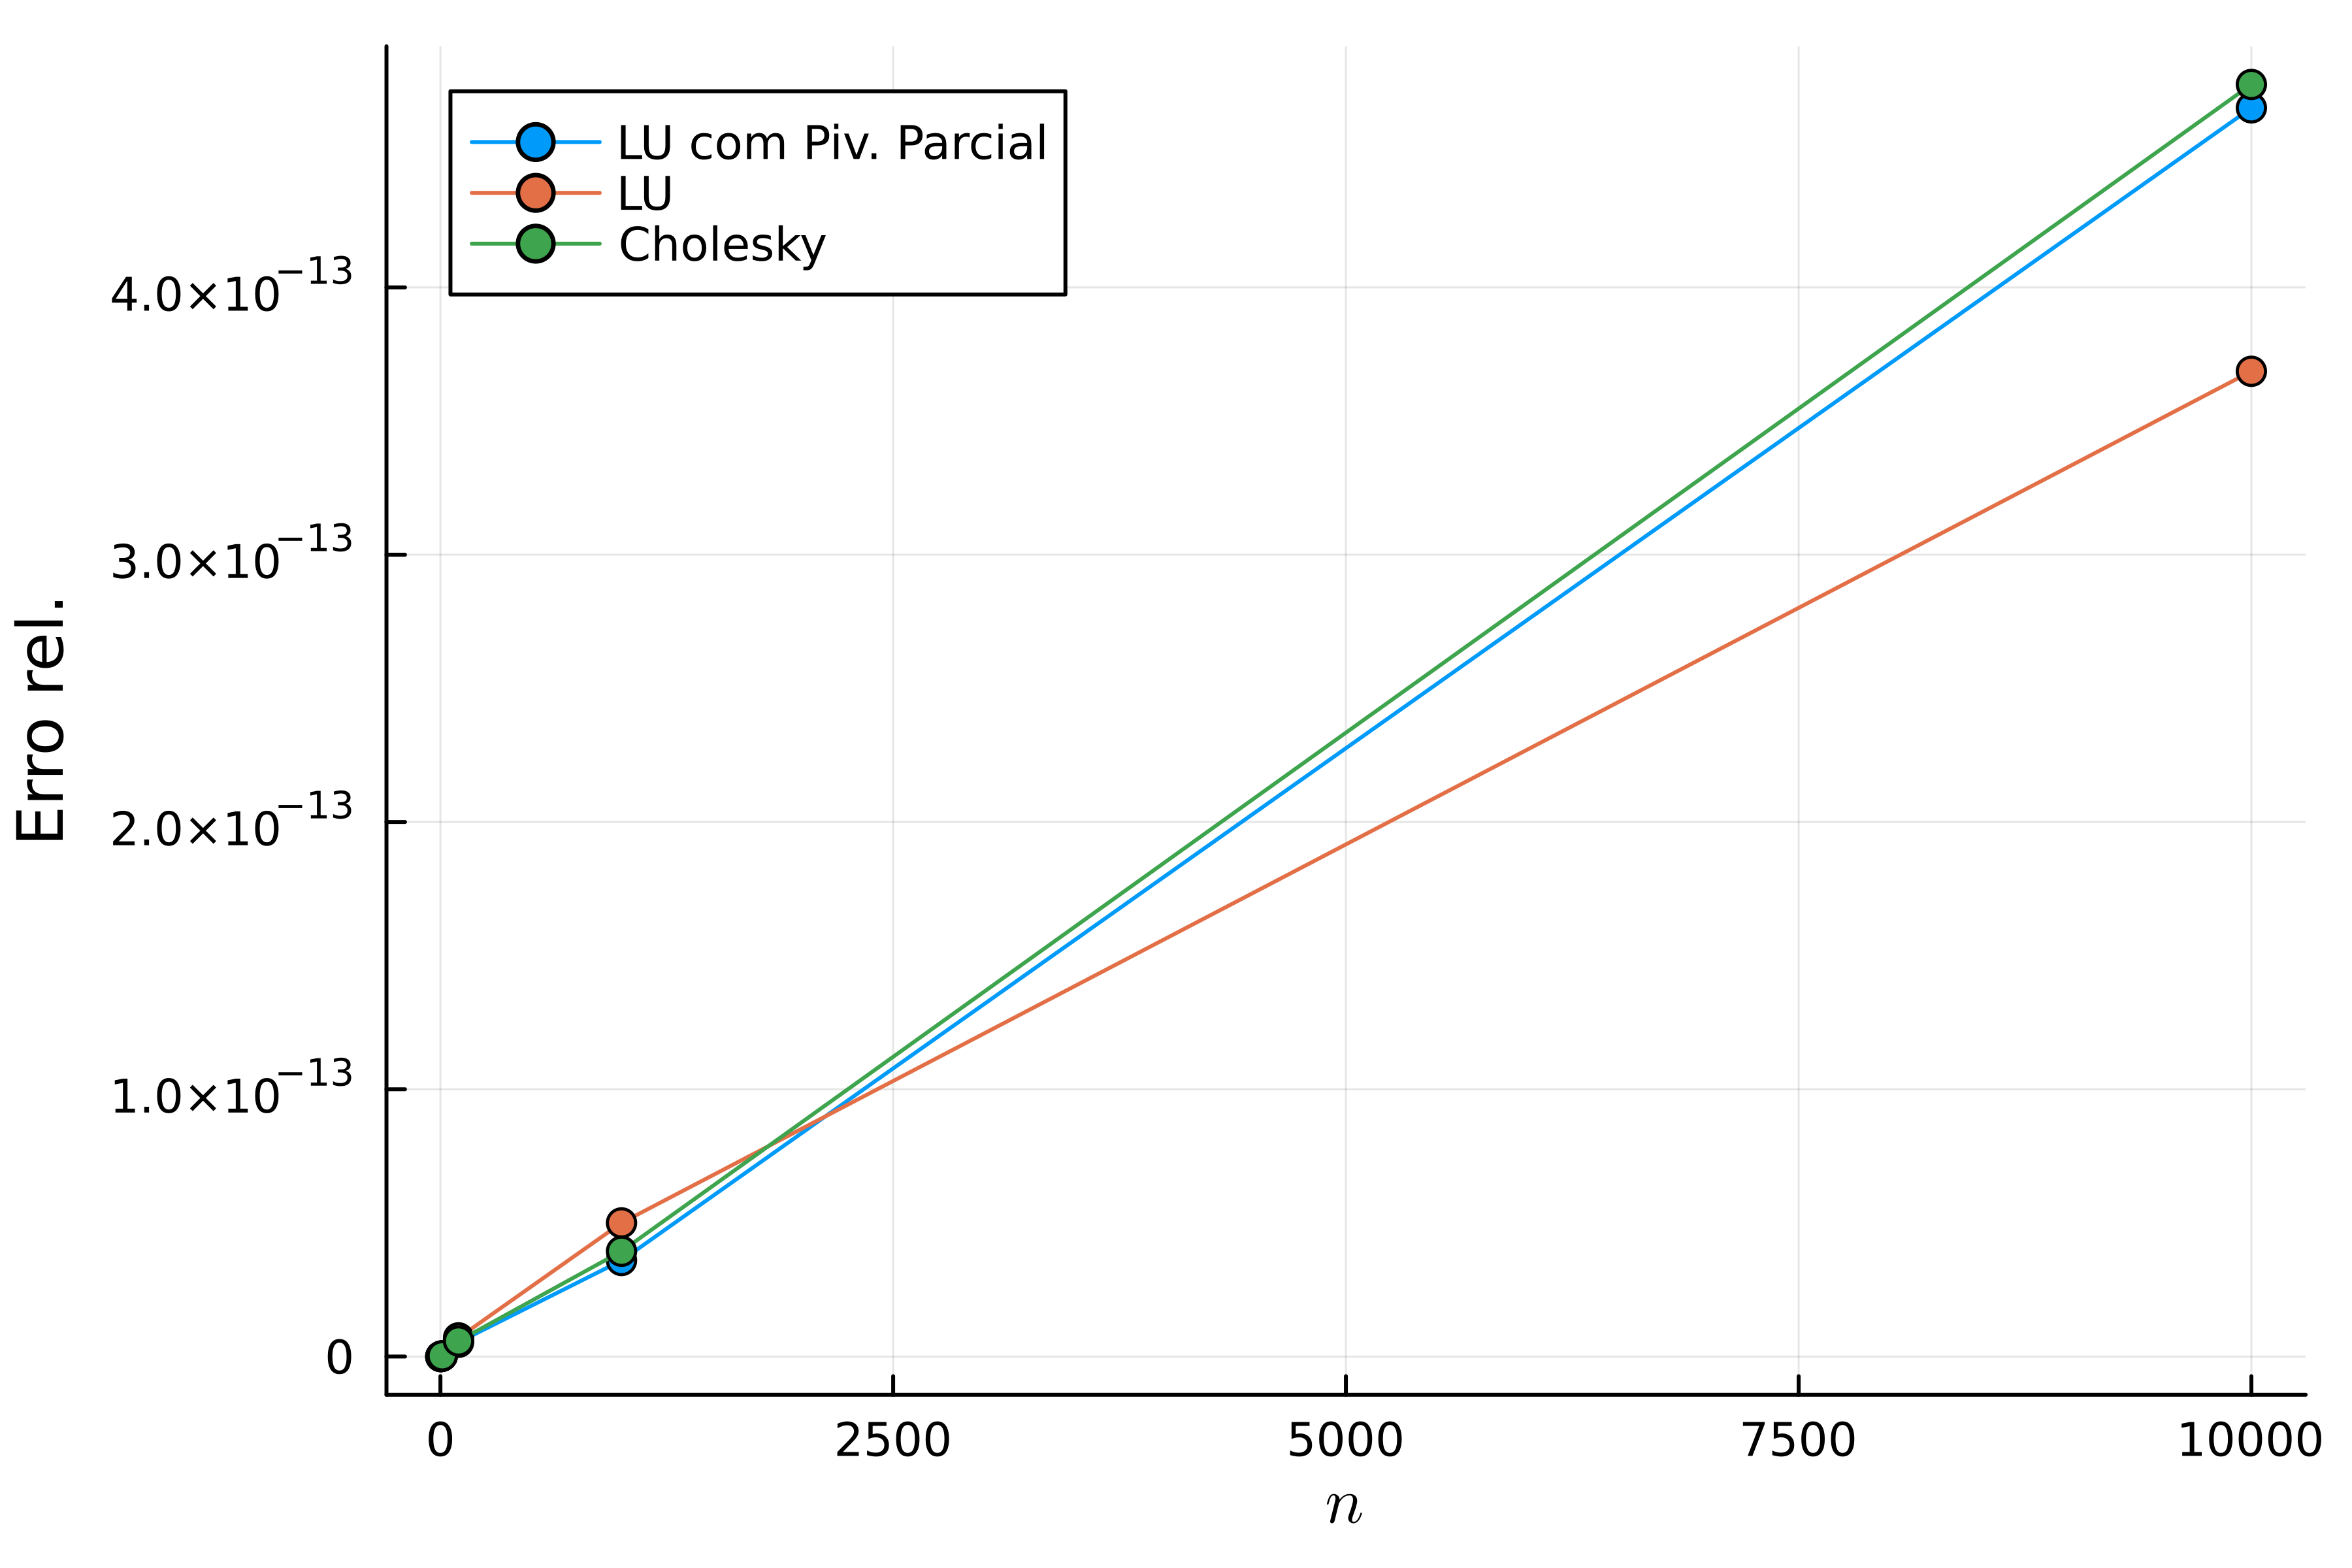 LU com Piv. Parcial
LU
Cholesky
4.0×10⁻¹³
3.0×10⁻¹³
2.0×10⁻¹³
1.0×10⁻¹³
0
Erro rel.
0 2500 5000 7500 10000
n